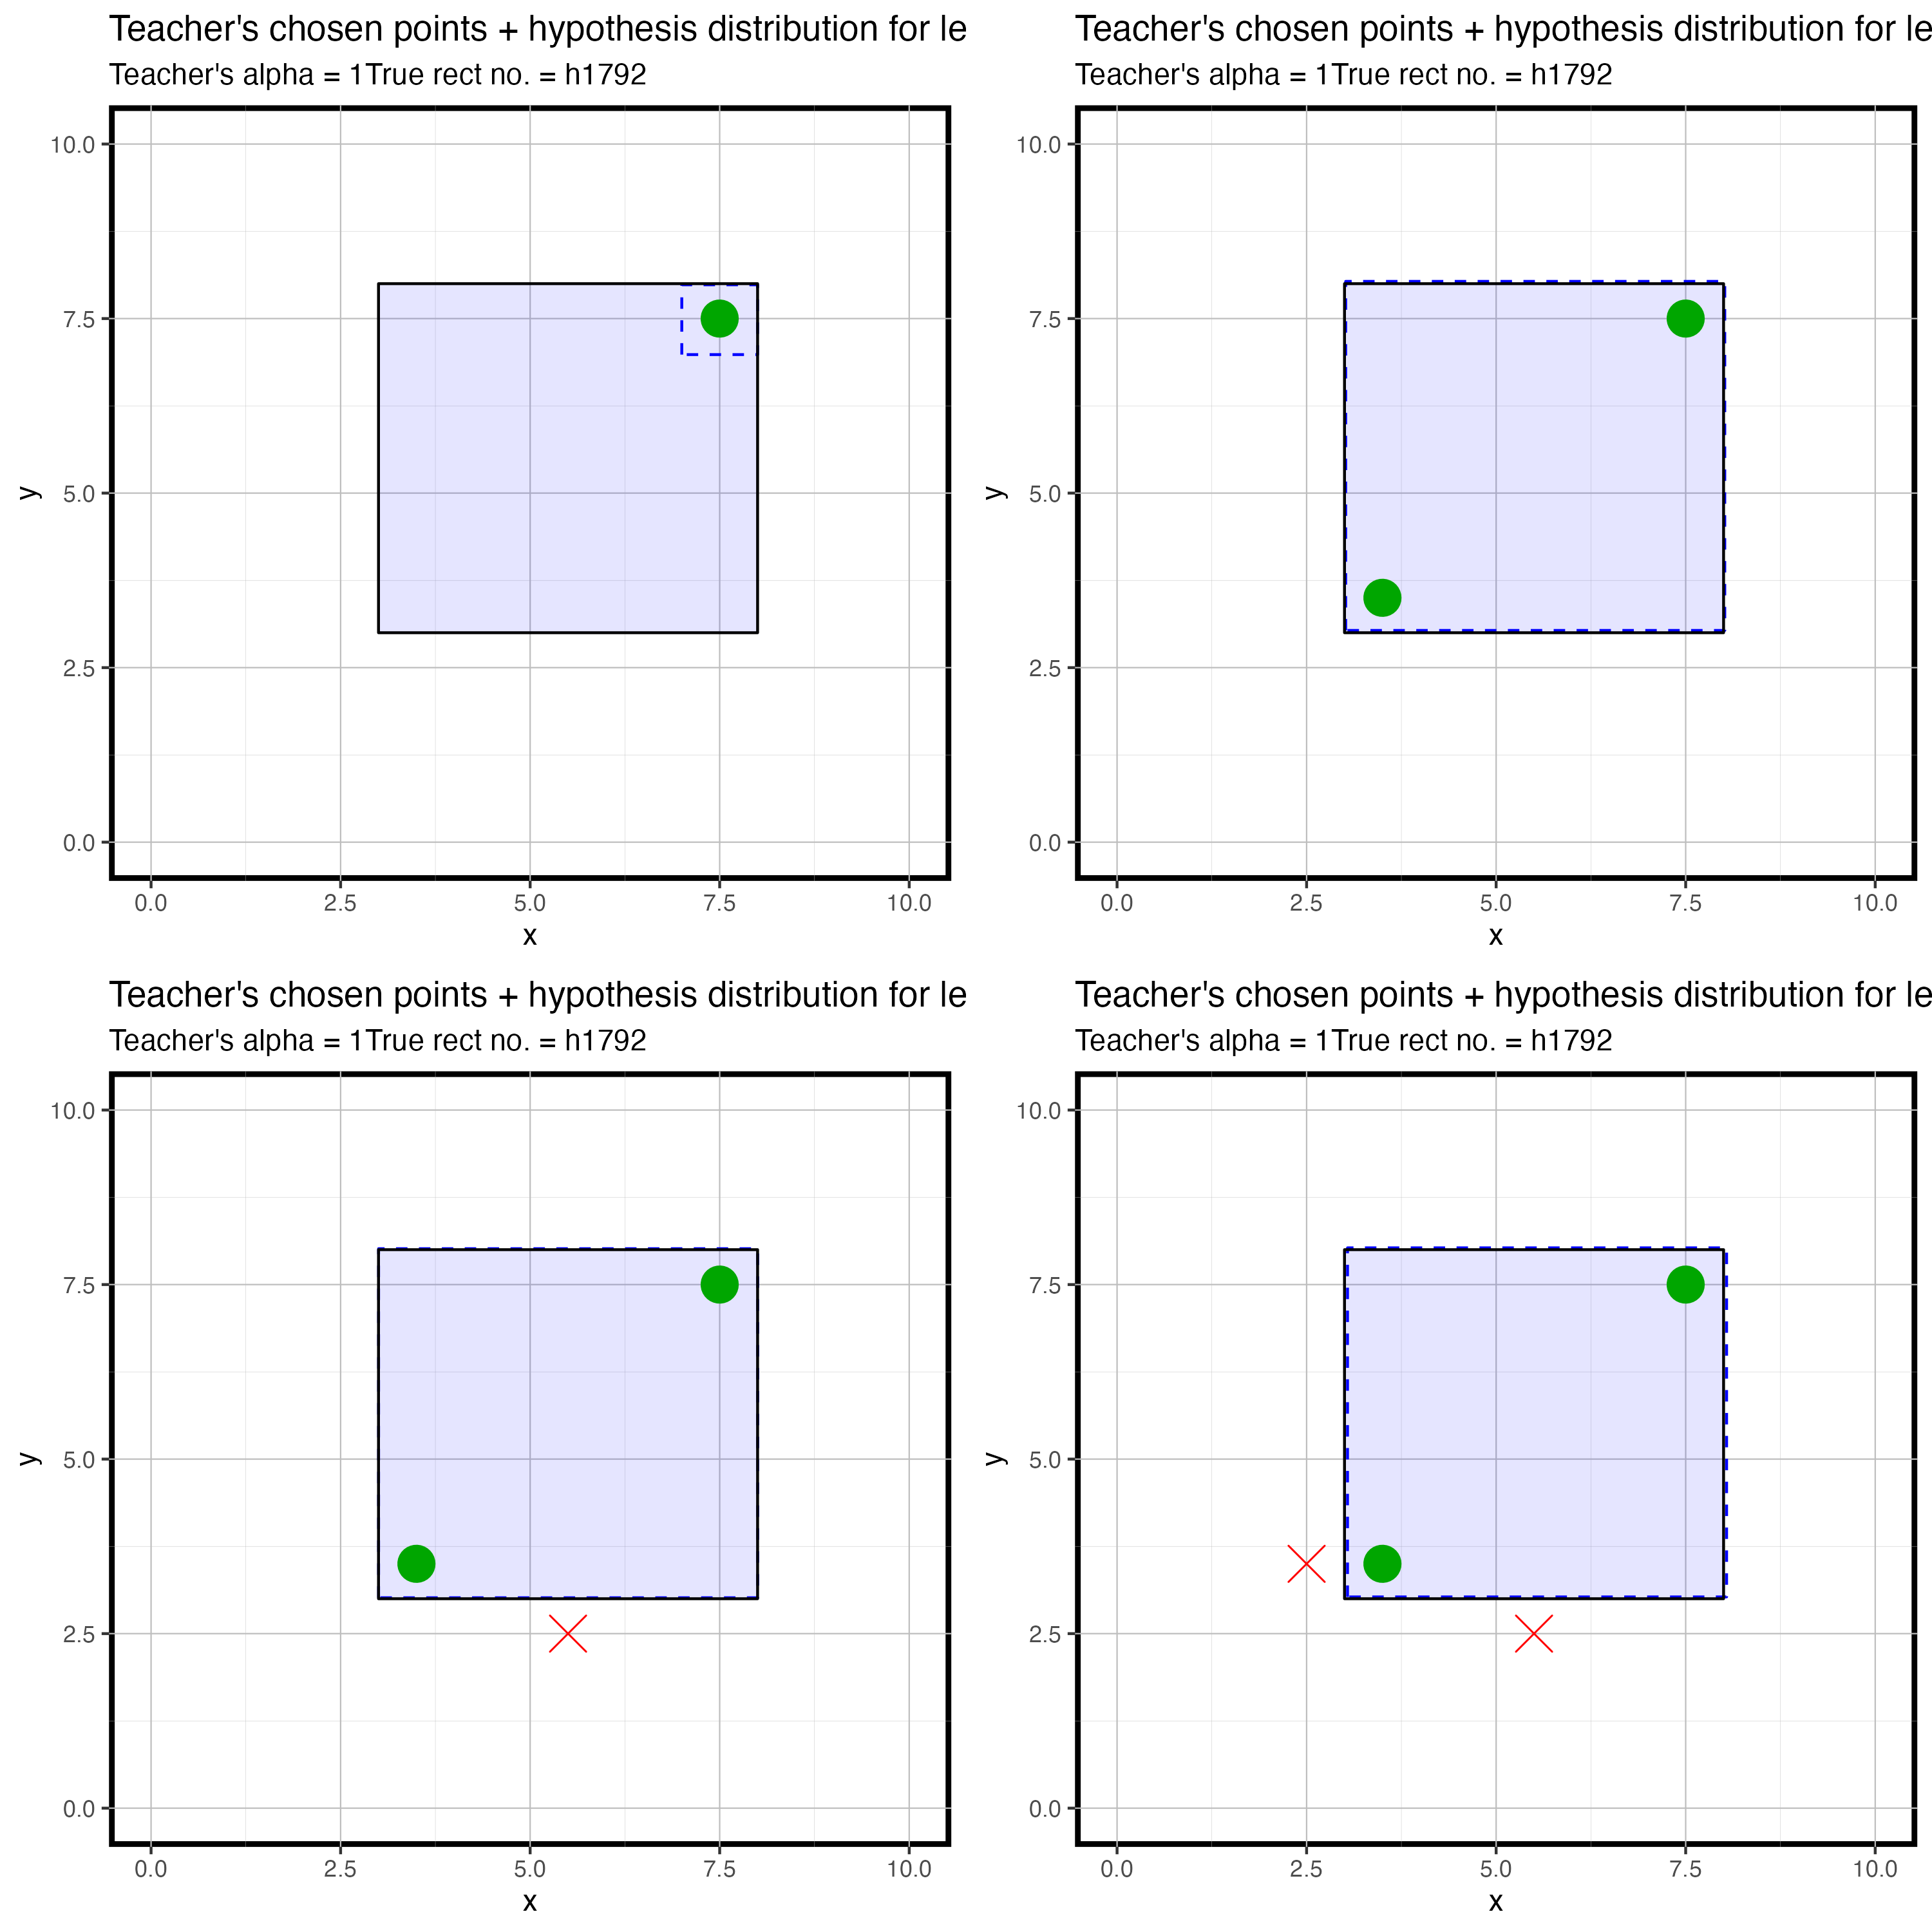 Teacher's chosen points + hypothesis distribution for le
Teacher's alpha = 1True rect no. = h1792
10.0
7.5
5.0
2.5
0.0
y
0.0 2.5 5.0 7.5 10.0
x
Teacher's chosen points + hypothesis distribution for le
Teacher's alpha = 1True rect no. = h1792
10.0
7.5
5.0
2.5
0.0
y
0.0 2.5 5.0 7.5 10.0
x
Teacher's chosen points + hypothesis distribution for le
Teacher's alpha = 1True rect no. = h1792
10.0
7.5
5.0
2.5
0.0
y
0.0 2.5 5.0 7.5 10.0
x
Teacher's chosen points + hypothesis distribution for le
Teacher's alpha = 1True rect no. = h1792
10.0
7.5
5.0
2.5
0.0
y
0.0 2.5 5.0 7.5 10.0
x